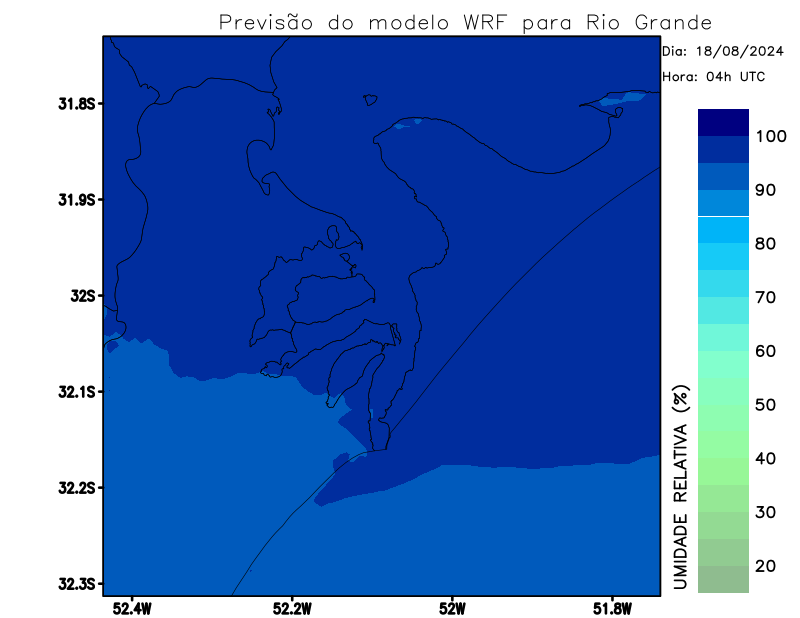 Previsão do modelo WRF para Rio Grande
Dia: 18/08/2024
Hora: 04h UTC
31.8S
31.9S
32S
32.1S
32.2S
32.3S
52.4W
52.2W
52W
51.8W
100
90
80
70
60
50
40
30
20
UMIDADE RELATIVA (%)